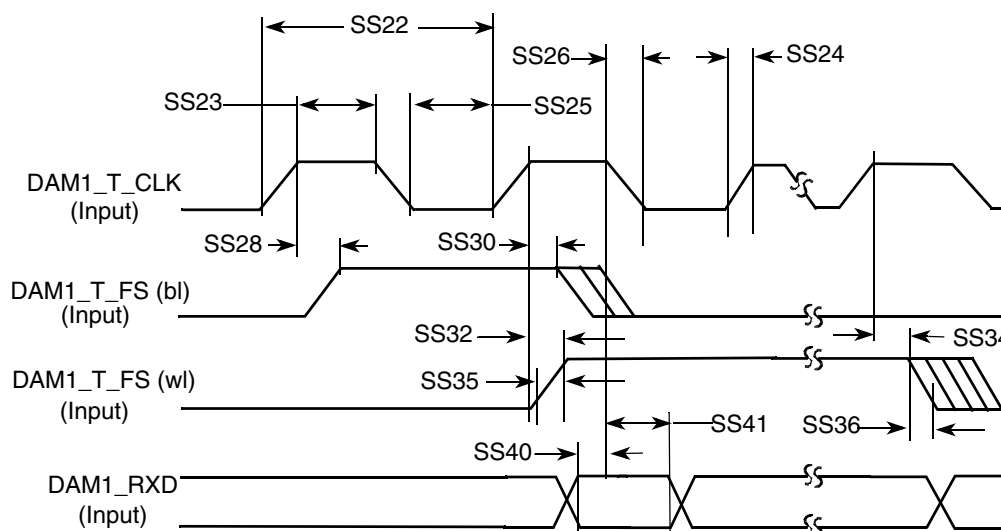 SS22
SS26
SS24
SS23
SS25
DAM1_T_CLK
(Input)
SS28
SS30
DAM1_T_FS (bl)
(Input)
SS32
SS34
DAM1_T_FS (wl)
(Input)
SS35
SS36
SS41
SS40
DAM1_RXD
(Input)